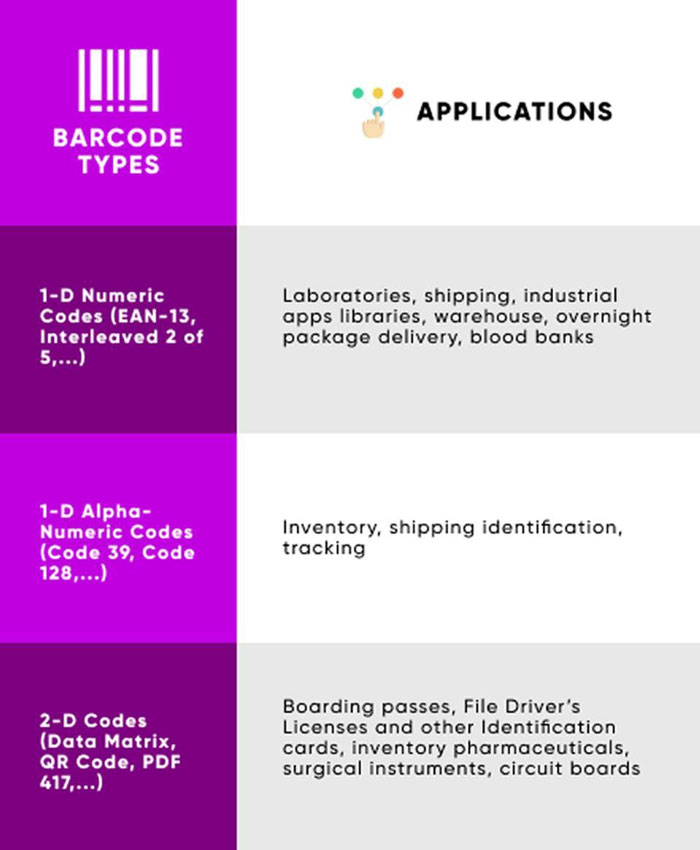 BARCODE
TYPES
APPLICATIONS
1-D Numeric
Codes (EAN-13,
Interleaved 2 of
5,...)
Laboratories, shipping, industrial
apps libraries, warehouse, overnight
package delivery, blood banks
1-D Alpha-
Numeric Codes
(Code 39, Code
128,...)
Inventory, shipping identification,
tracking
2-D Codes
(Data Matrix,
QR Code, PDF
417,...)
Boarding passes, File Driver's
Licenses and other Identification
cards, inventory pharmaceuticals,
surgical instruments, circuit boards